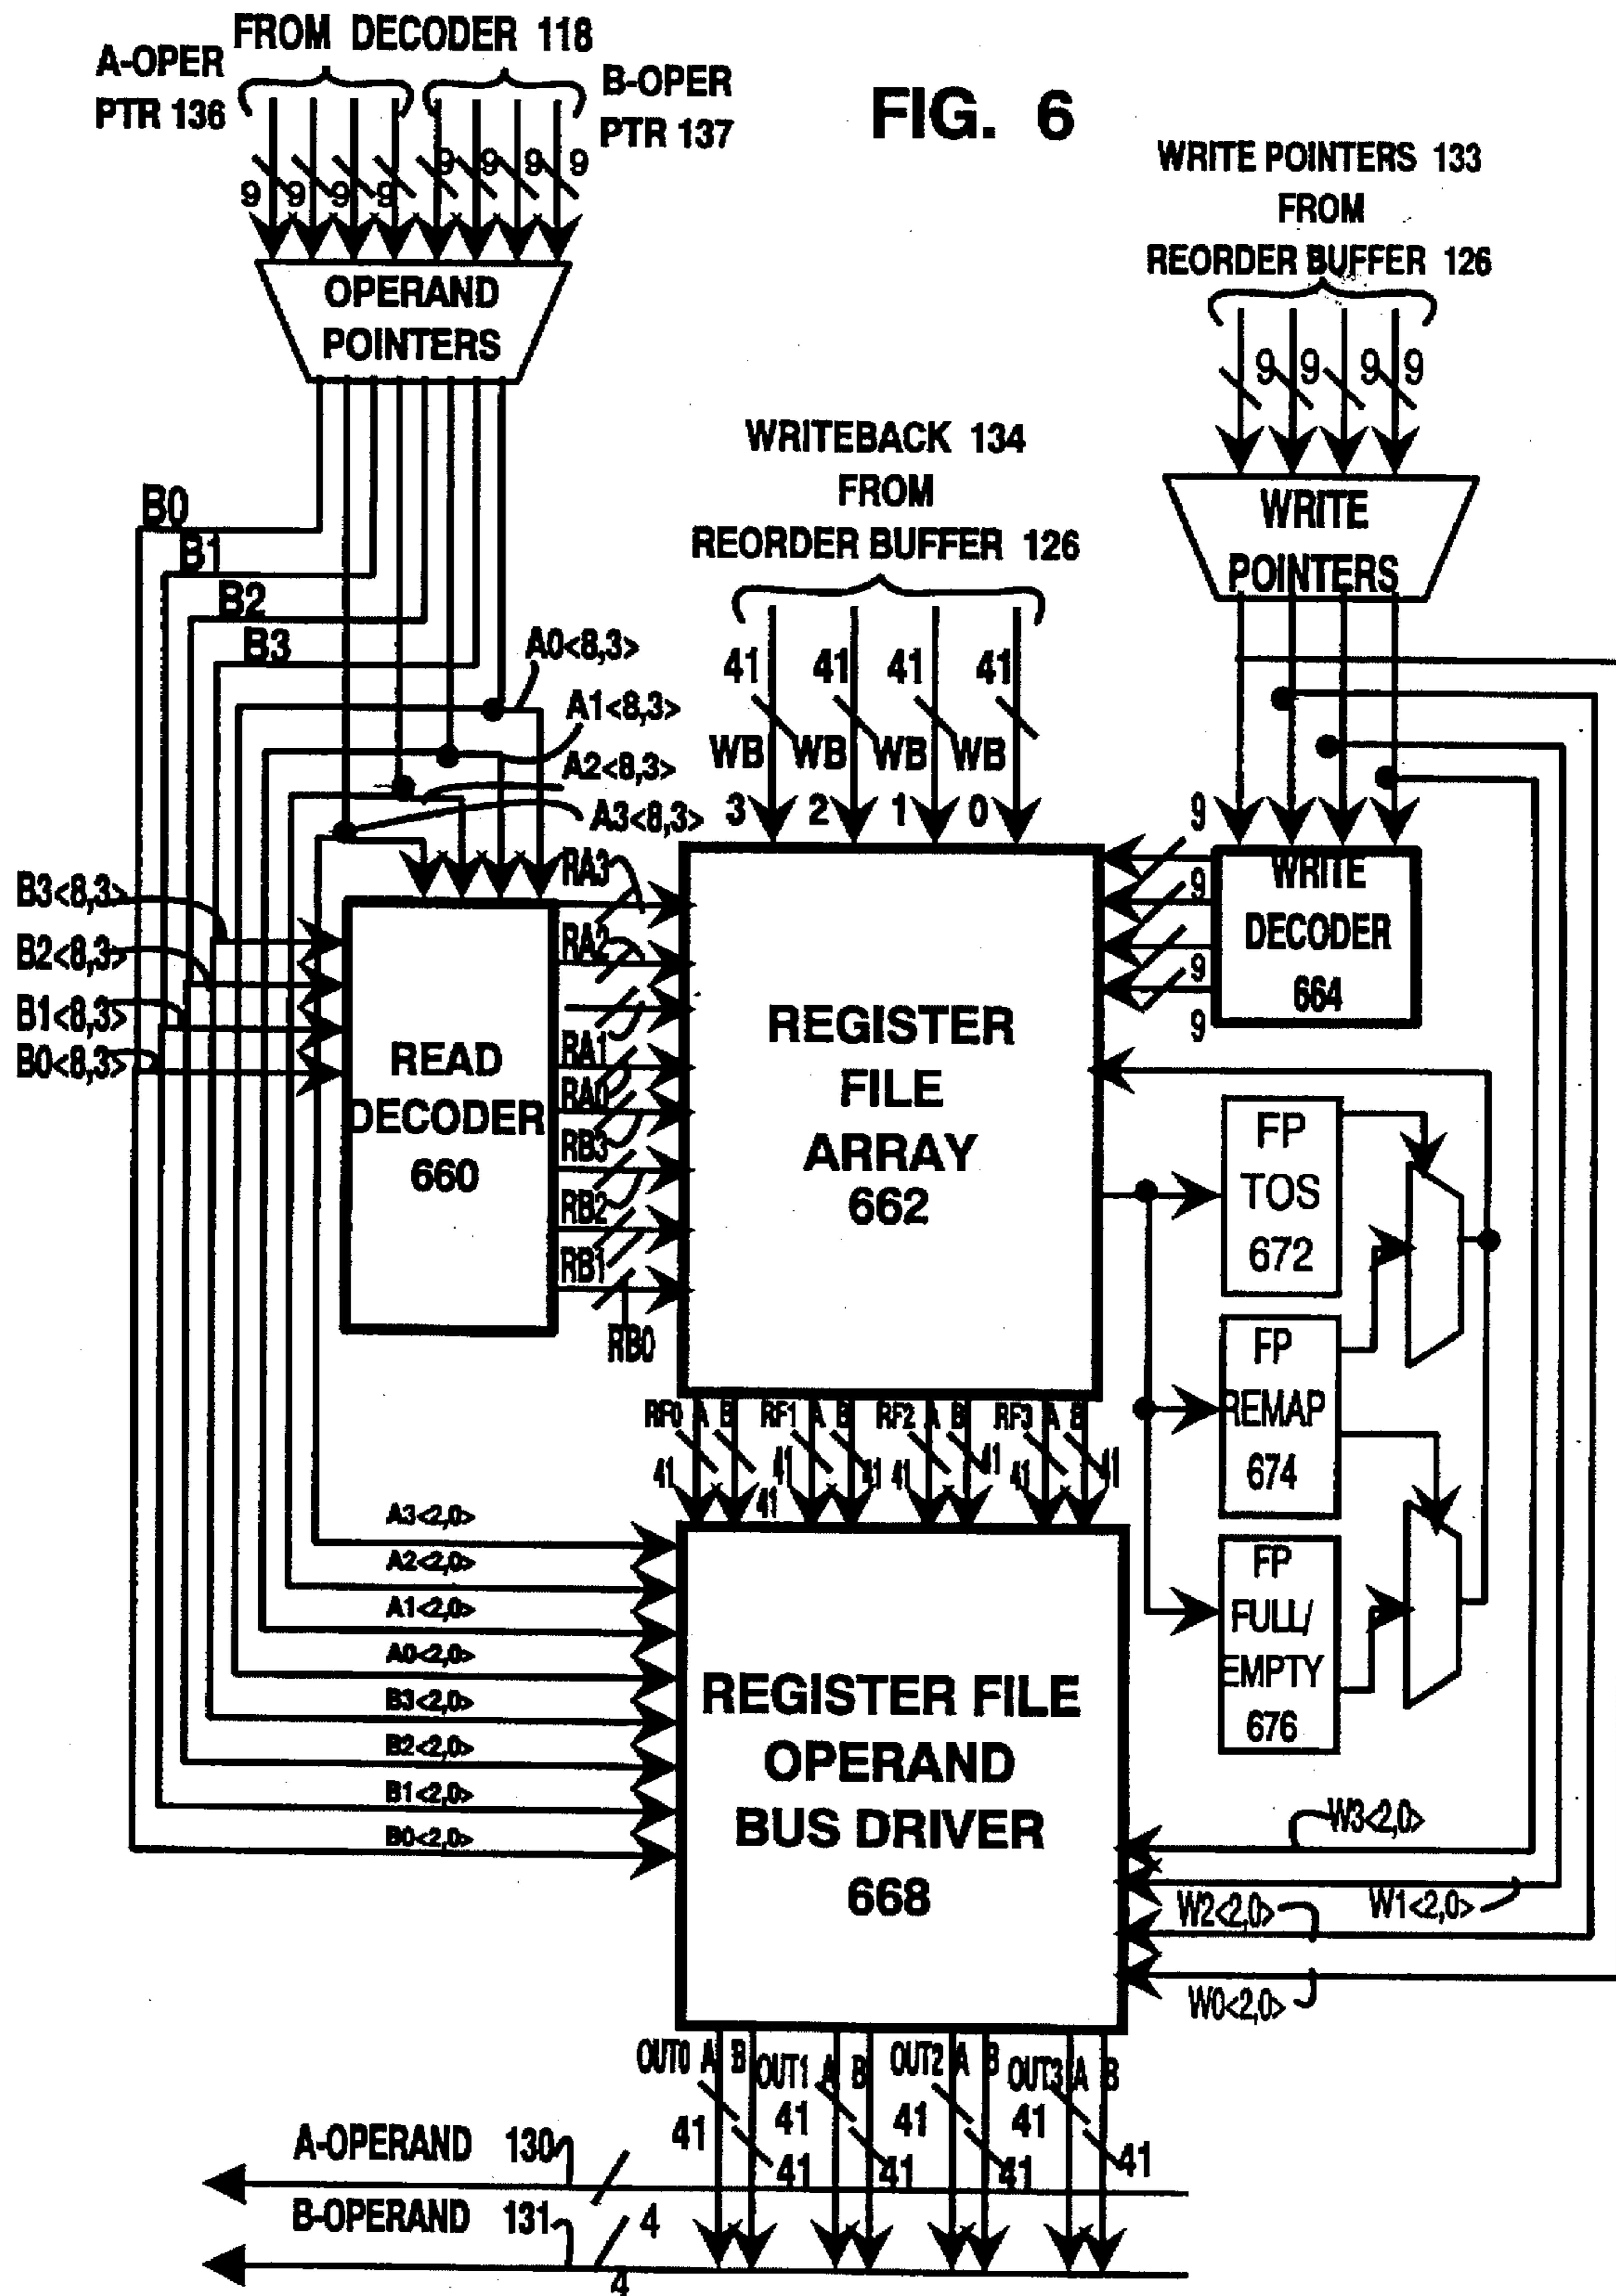 FROM DECODER 118
A-OPER
PTR 136
B-OPER
PTR 137
9 9 9 9 9 9 9 9
FIG. 6
OPERAND
POINTERS
WRITE POINTERS 133
FROM
REORDER BUFFER 126
9 9 9 9
WRITE
POINTERS
WRITEBACK 134
FROM
REORDER BUFFER 126
41 41 41 41
WB WB WB WB
3 2 1 0
B0
B1
B2
B3
A0<8,3>
A1<8,3>
A2<8,3>
A3<8,3>
B3<8,3>
B2<8,3>
B1<8,3>
B0<8,3>
READ
DECODER
660
RA3
RA2
RA1
RA0
RB3
RB2
RB1
RB0
REGISTER
FILE
ARRAY
662
9
9
9
9
WRITE
DECODER
664
FP
TOS
672
FP
REMAP
674
FP
FULL/
EMPTY
676
RF0 A B RF1 A B RF2 A B RF3 A B
41 41 41 41 41 41 41 41
A3<2,0>
A2<2,0>
A1<2,0>
A0<2,0>
B3<2,0>
B2<2,0>
B1<2,0>
B0<2,0>
REGISTER FILE
OPERAND
BUS DRIVER
668
W3<2,0>
W1<2,0>
W2<2,0>
W0<2,0>
OUT0 A B OUT1 A B OUT2 A B OUT3 A B
41 41 41 41
41 41 41 41
A-OPERAND 130
4
B-OPERAND 131
4